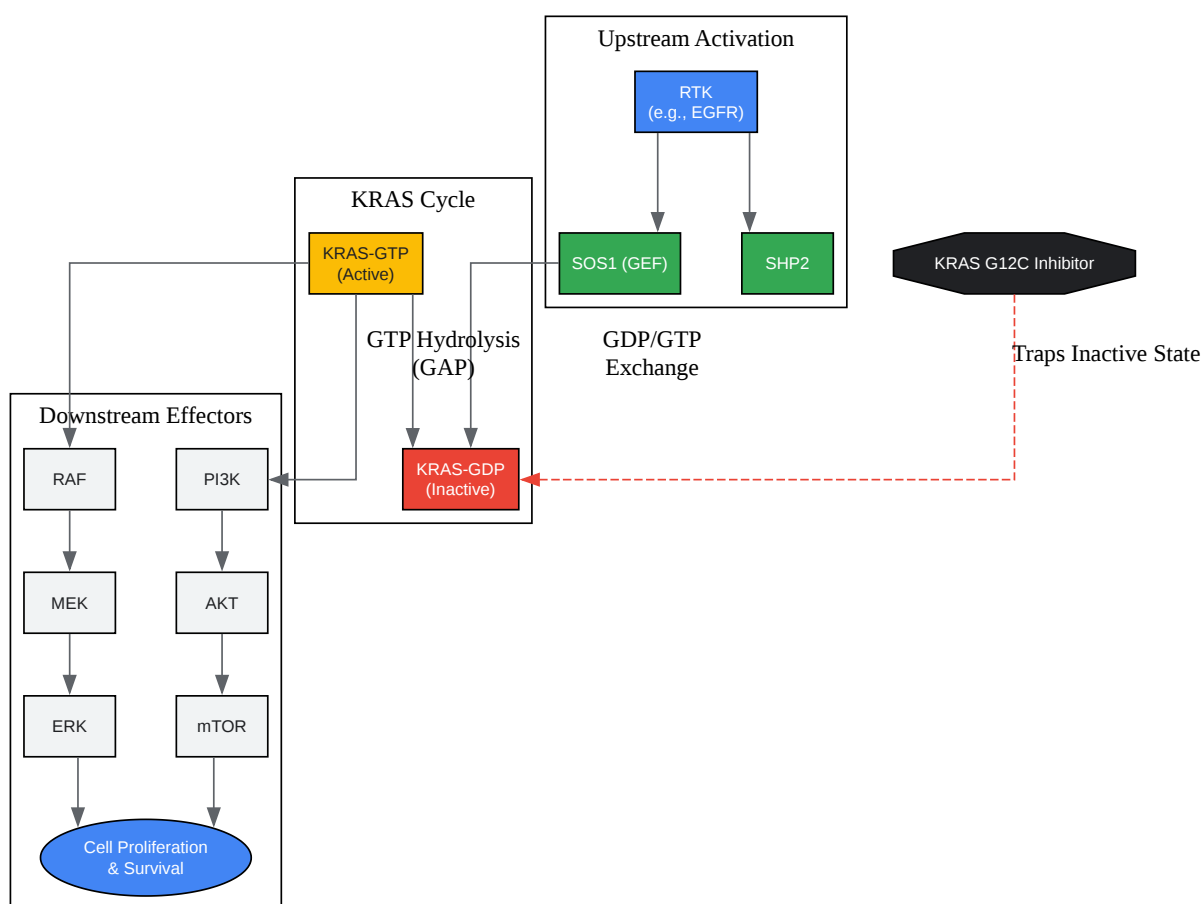 Upstream Activation
RTK
(e.g., EGFR)
KRAS Cycle
KRAS-GTP
(Active)
SOS1 (GEF)
SHP2
KRAS G12C Inhibitor
GTP Hydrolysis
(GAP)
GDP/GTP
Exchange
Traps Inactive State
Downstream Effectors
RAF
PI3K
KRAS-GDP
(Inactive)
MEK
AKT
ERK
mTOR
Cell Proliferation
& Survival